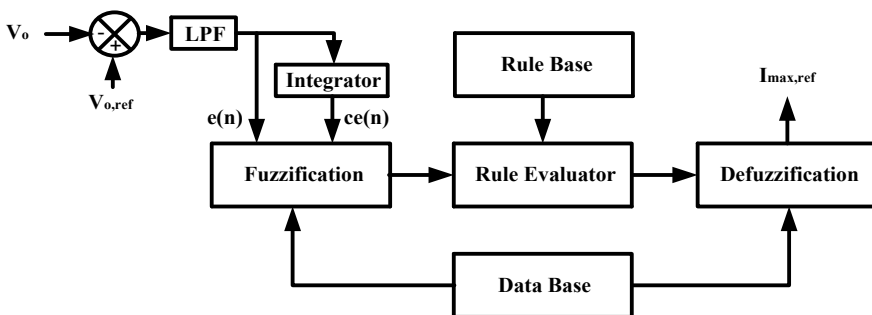 Vo
-
+
LPF
Vo,ref
Integrator
e(n)
ce(n)
Rule Base
Imax,ref
Fuzzification
Rule Evaluator
Defuzzification
Data Base